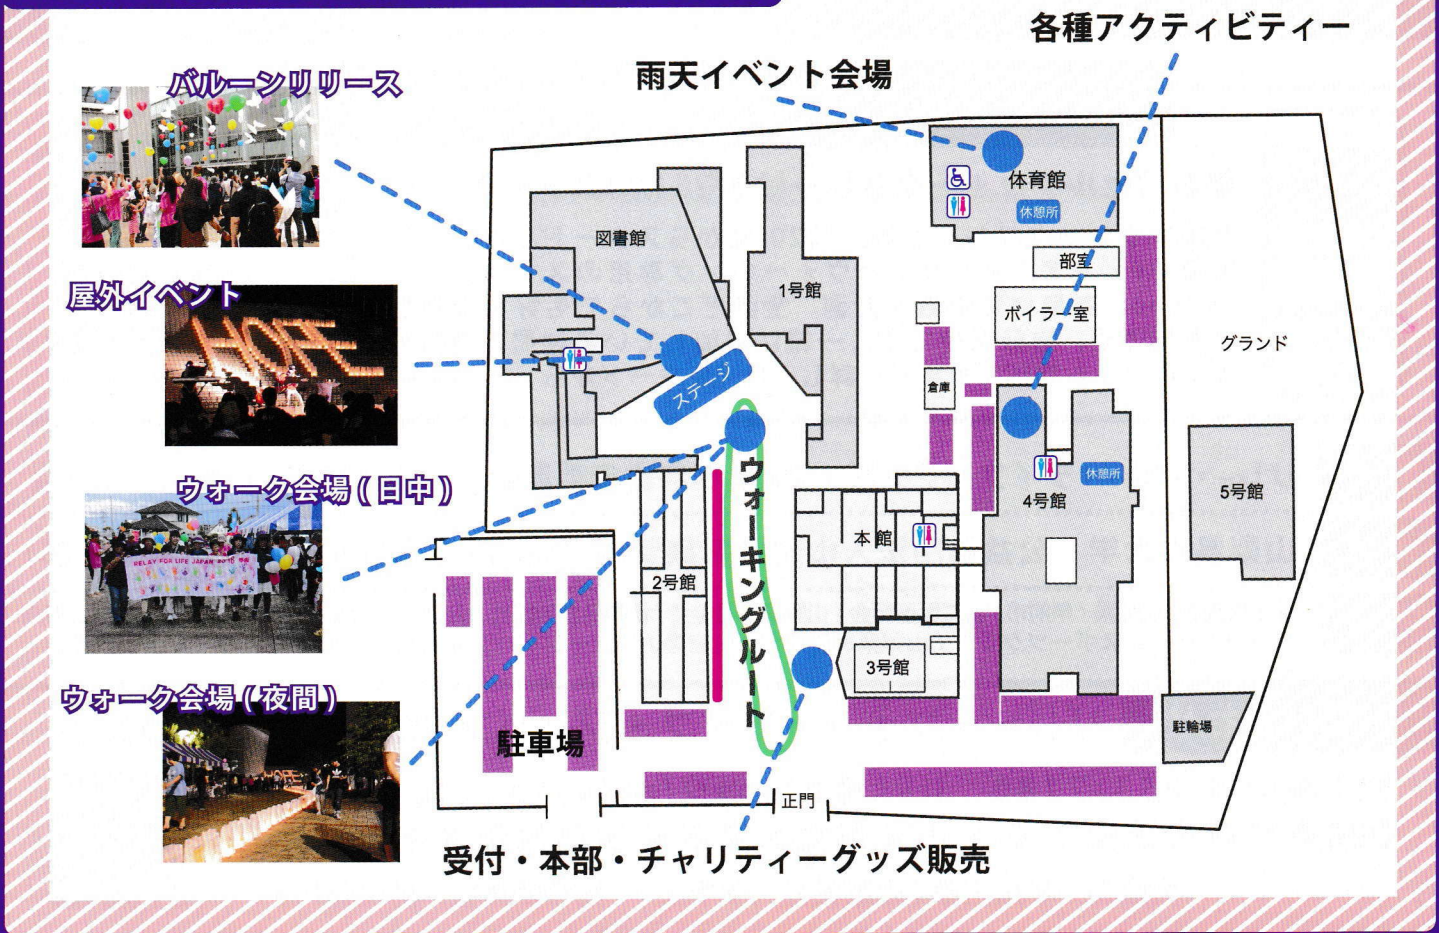 各種アクティビティー
雨天イベント会場
バルーンリリース
体育館
休憩所
図書館
部室
屋外イベント
1号館
ボイラー室
グランド
HOPE
倉庫
ステージ
ウォーク会場(日中)
ウォーキングルート
休憩所
4号館
5号館
本館
RELAY FOR LIFE JAPAN
2号館
3号館
ウォーク会場(夜間)
HOPE
駐輪場
駐車場
正門
受付・本部・チャリティーグッズ販売